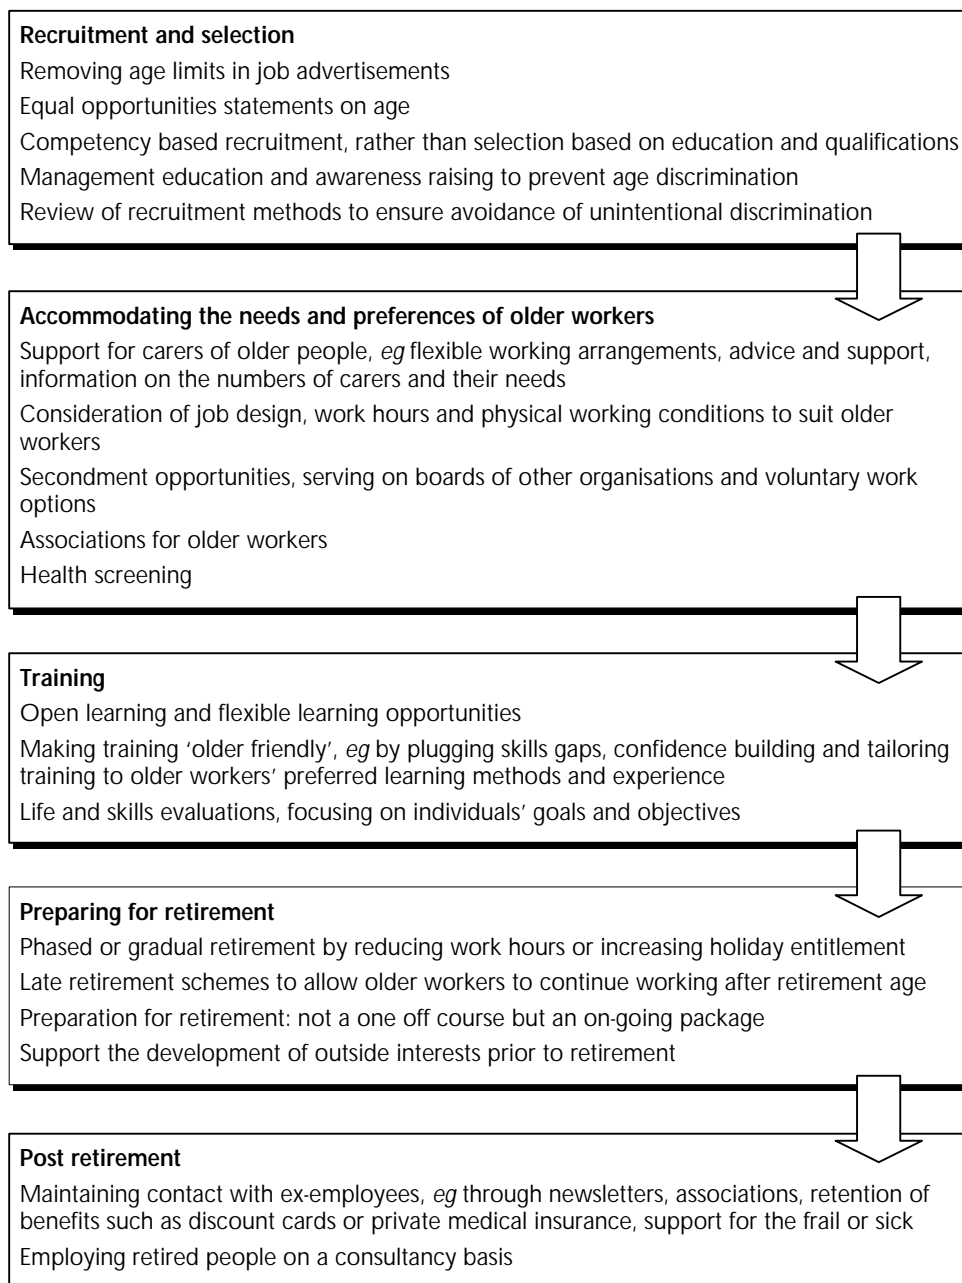 Recruitment and selection
Removing age limits in job advertisements
Equal opportunities statements on age
Competency based recruitment, rather than selection based on education and qualifications
Management education and awareness raising to prevent age discrimination
Review of recruitment methods to ensure avoidance of unintentional discrimination
Accommodating the needs and preferences of older workers
Support for carers of older people, eg flexible working arrangements, advice and support,
information on the numbers of carers and their needs
Consideration of job design, work hours and physical working conditions to suit older
workers
Secondment opportunities, serving on boards of other organisations and voluntary work
options
Associations for older workers
Health screening
Training
Open learning and flexible learning opportunities
Making training ‘older friendly’, eg by plugging skills gaps, confidence building and tailoring
training to older workers’ preferred learning methods and experience
Life and skills evaluations, focusing on individuals’ goals and objectives
Preparing for retirement
Phased or gradual retirement by reducing work hours or increasing holiday entitlement
Late retirement schemes to allow older workers to continue working after retirement age
Preparation for retirement: not a one off course but an on-going package
Support the development of outside interests prior to retirement
Post retirement
Maintaining contact with ex-employees, eg through newsletters, associations, retention of
benefits such as discount cards or private medical insurance, support for the frail or sick
Employing retired people on a consultancy basis